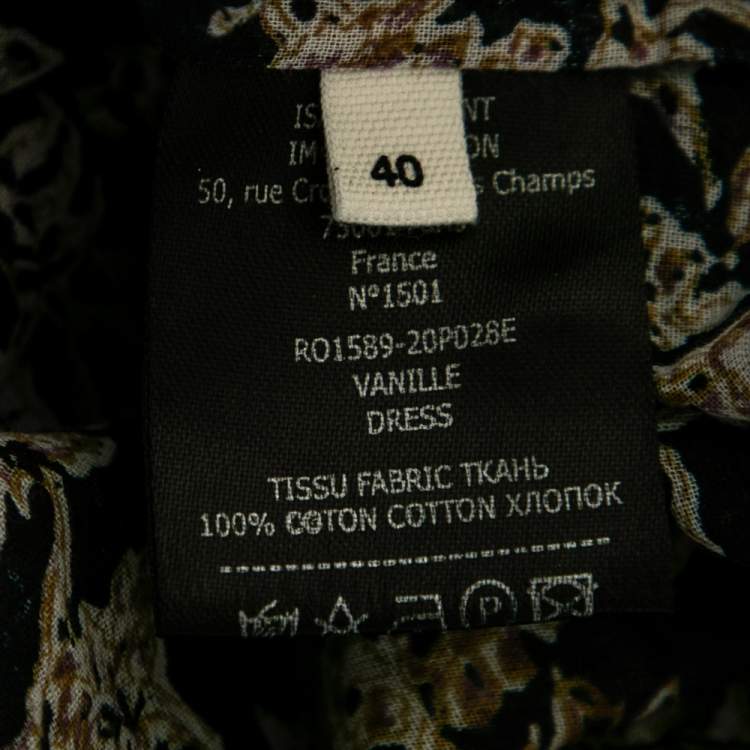 40
50, rue Champs
France
N°1501
RO1589-20P028E
VANILLE
DRESS
TISSU FABRIC ТКАНЬ
100% COTON COTTON ХЛОПОК